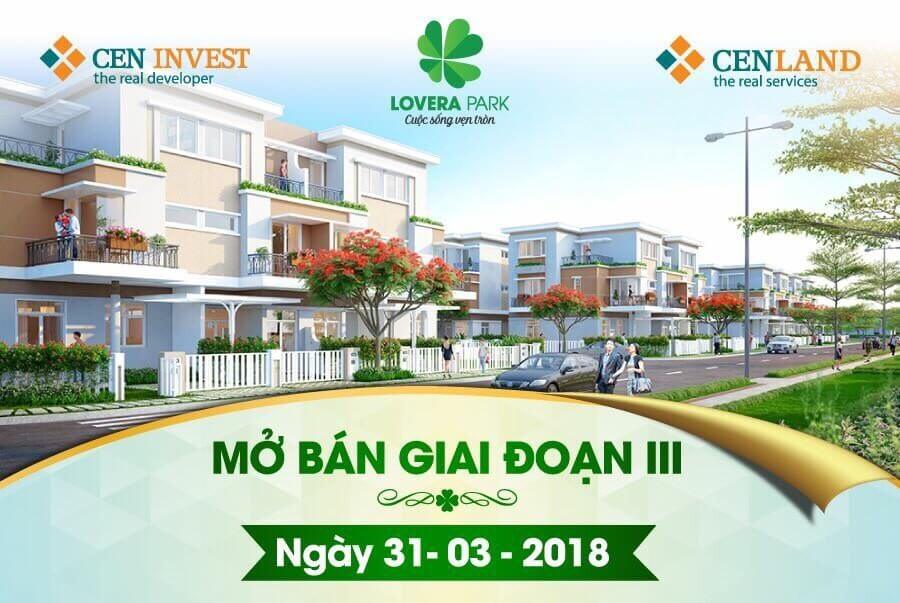 CEN INVEST
the real developer
LOVERA PARK
Cuộc sống vẹn tròn
CENLAND
the real services
MỞ BÁN GIAI ĐOẠN III
Ngày 31- 03 - 2018